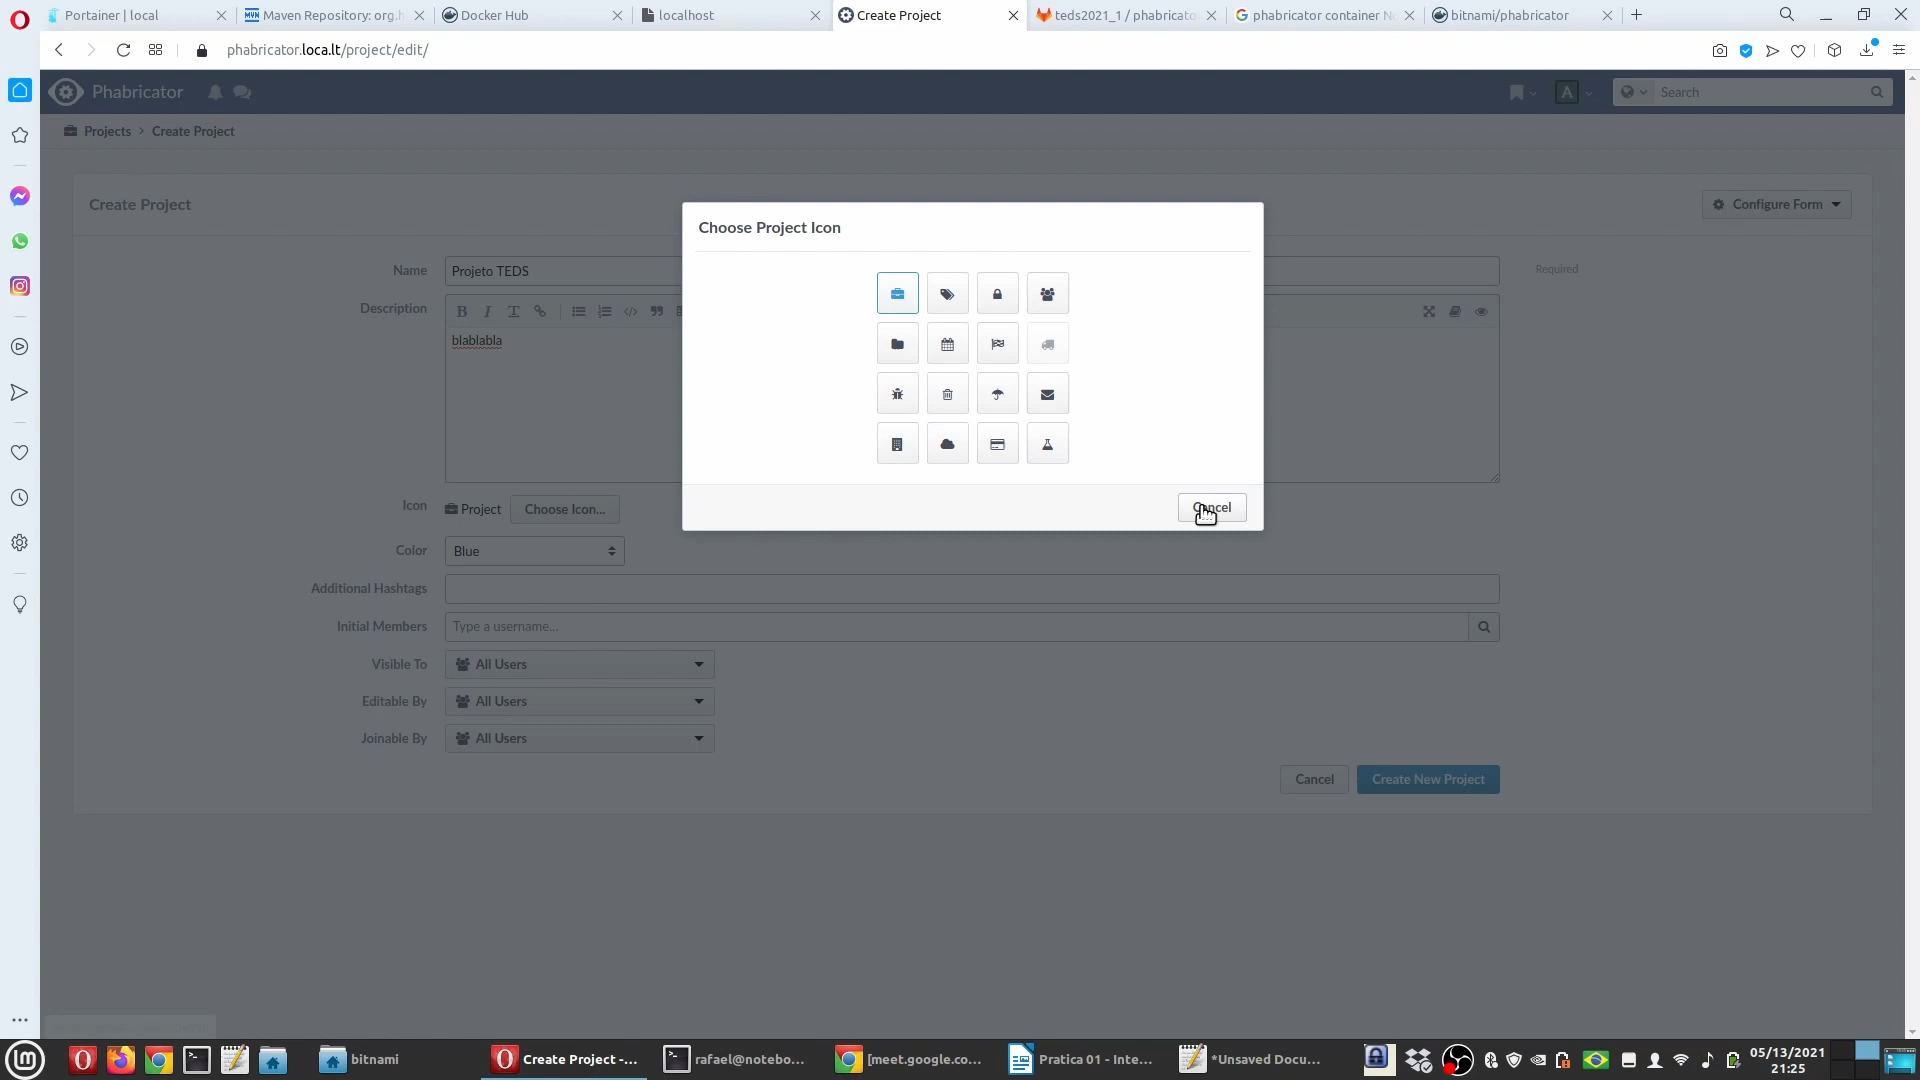 Portainer | local
Maven Repository: org.h
Docker Hub
localhost
Create Project
teds2021_1 / phabricato
phabricator container N
bitnami/phabricator
phabricator.loca.lt/project/edit/
Phabricator
A
Search
Projects > Create Project
Create Project
Configure Form
Choose Project Icon
Name
Projeto TEDS
Required
Description
blablabla
Icon
Project
Choose Icon...
Cancel
Color
Blue
Additional Hashtags
Initial Members
Type a username...
Visible To
All Users
Editable By
All Users
Joinable By
All Users
Cancel
Create New Project
bitnami
Create Project -...
rafael@notebo...
[meet.google.co...
Pratica 01 - Inte...
*Unsaved Docu...
05/13/2021
21:25